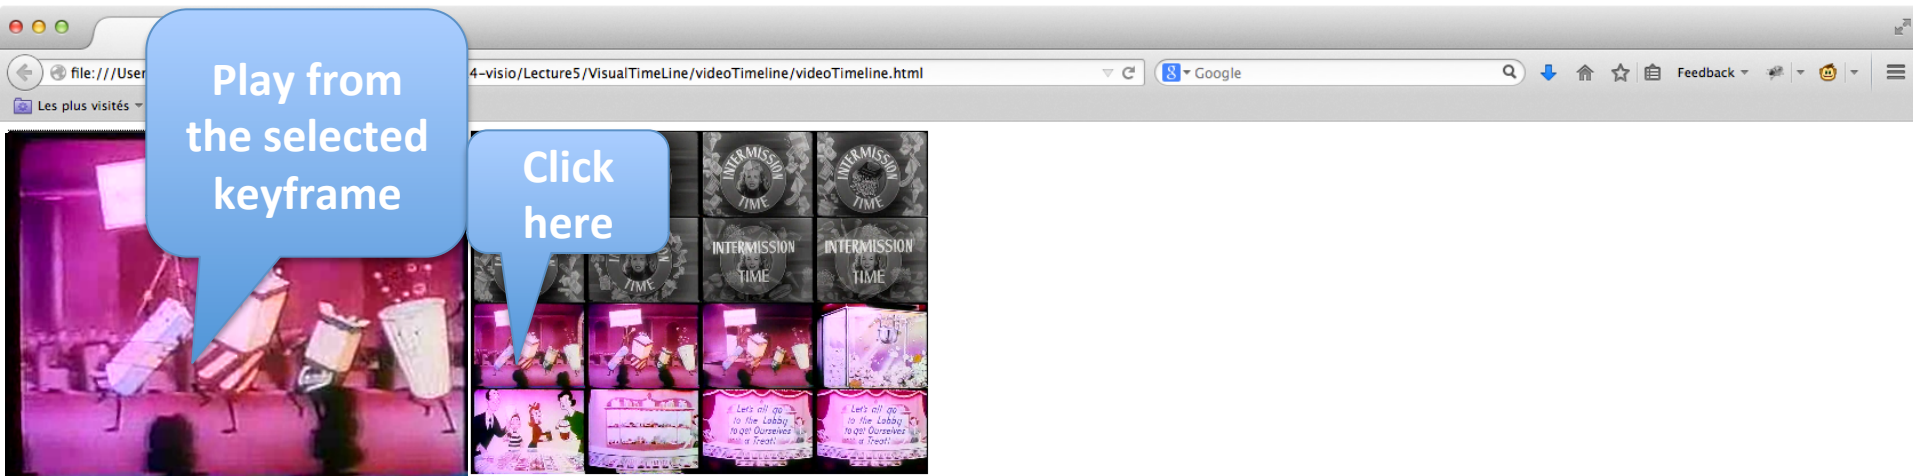 file:///User
4-visio/Lecture5/VisualTimeLine/videoTimeline/videoTimeline.html
8
Google
Feedback
Les plus visités
Play from
the selected
keyframe
Click
here
INTERMISSION
TIME
INTERMISSION
TIME
TIME
INTERMISSION
TIME
INTERMISSION
TIME
Let's all go
to the Lobby
to get Ourselves
a Treat!
Let's all go
to the Lobby
to get Ourselves
a Treat!